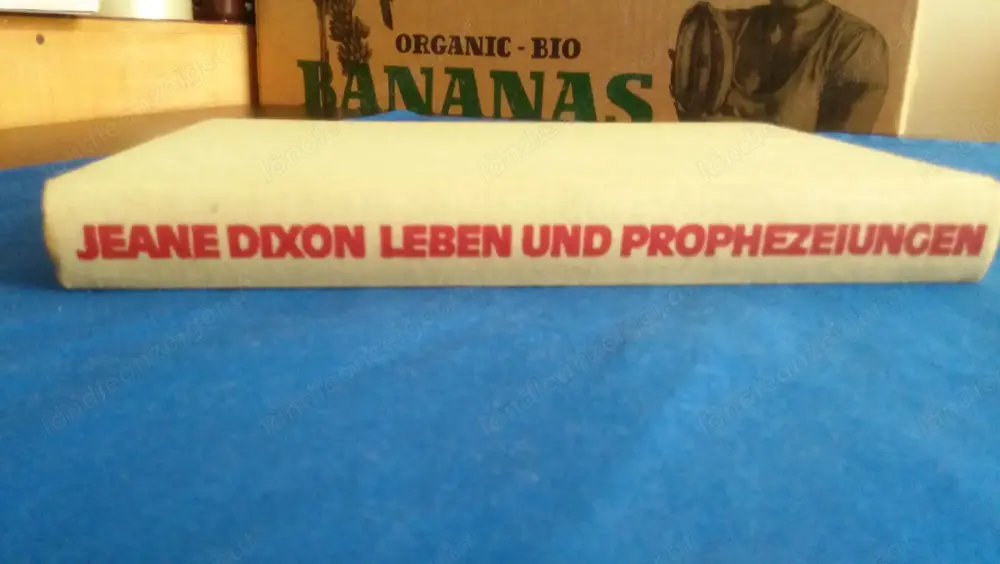 ORGANIC - BIO
BANANAS
JEANE DIXON LEBEN UND PROPHEZEIUNGEN